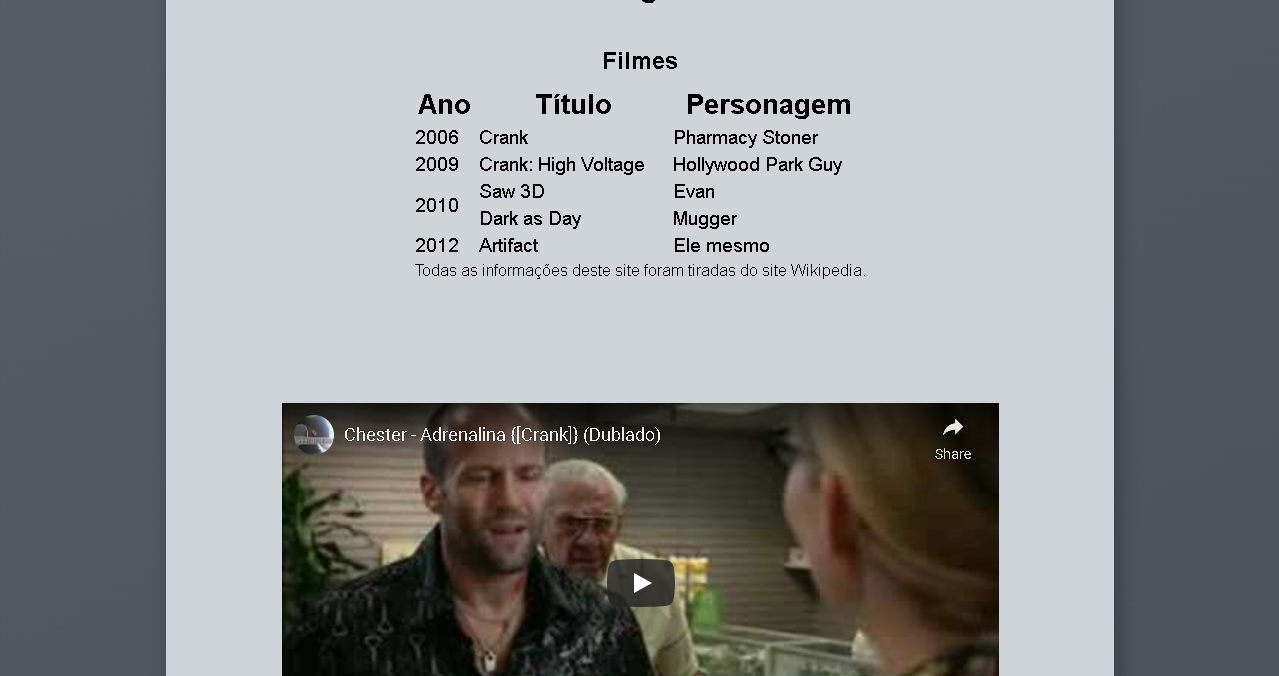 Filmes
Ano Título Personagem
2006 Crank Pharmacy Stoner
2009 Crank: High Voltage Hollywood Park Guy
2010 Saw 3D Evan
Dark as Day Mugger
2012 Artifact Ele mesmo
Todas as informações deste site foram tiradas do site Wikipedia.
Chester - Adrenalina {[Crank]} (Dublado)
Share